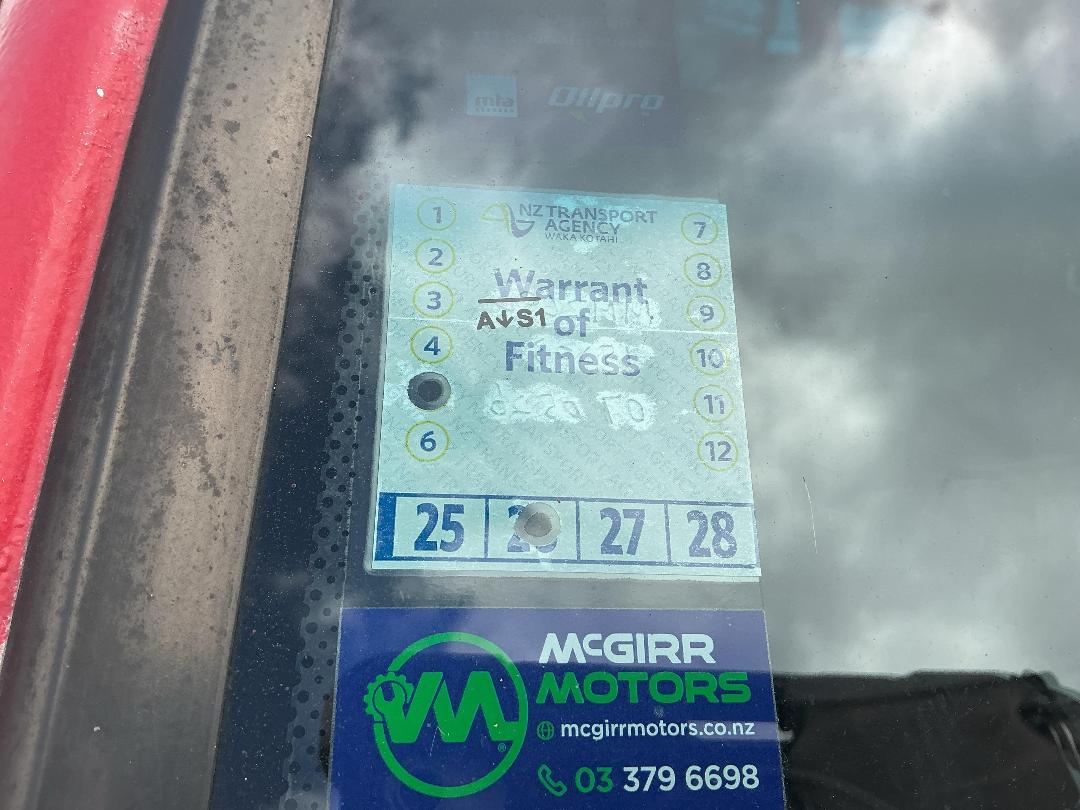 mia
Oilpro
NZ TRANSPORT
AGENCY
WAKA KOTAHI
1
2
3
4
6
7
8
9
10
11
12
Warrant
of
Fitness
A↓S1
25
27
28
McGIRR
MOTORS
mcgirrmotors.co.nz
03 379 6698